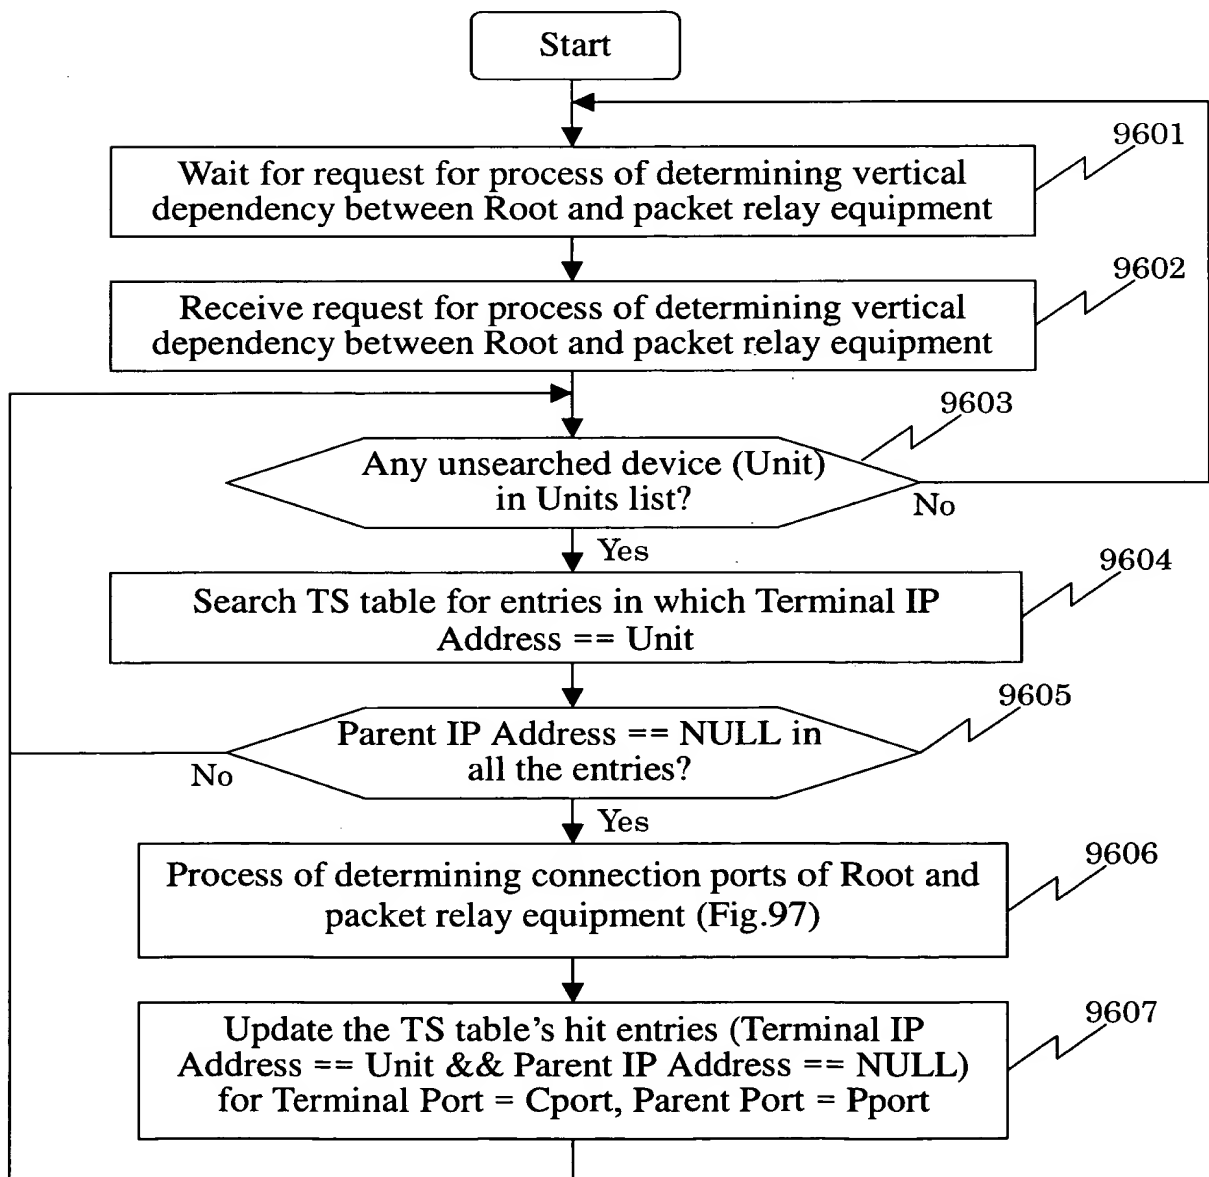 Start
9601
Wait for request for process of determining vertical
dependency between Root and packet relay equipment
9602
Receive request for process of determining vertical
dependency between Root and packet relay equipment
9603
Any unsearched device (Unit)
in Units list?
No
Yes
9604
Search TS table for entries in which Terminal IP
Address == Unit
9605
Parent IP Address == NULL in
all the entries?
No
Yes
9606
Process of determining connection ports of Root and
packet relay equipment (Fig.97)
9607
Update the TS table's hit entries (Terminal IP
Address == Unit && Parent IP Address == NULL)
for Terminal Port = Cport, Parent Port = Pport